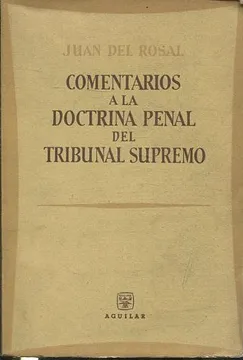 JUAN DEL ROSAL
COMENTARIOS
A LA
DOCTRINA PENAL
DEL
TRIBUNAL SUPREMO
AGUILAR